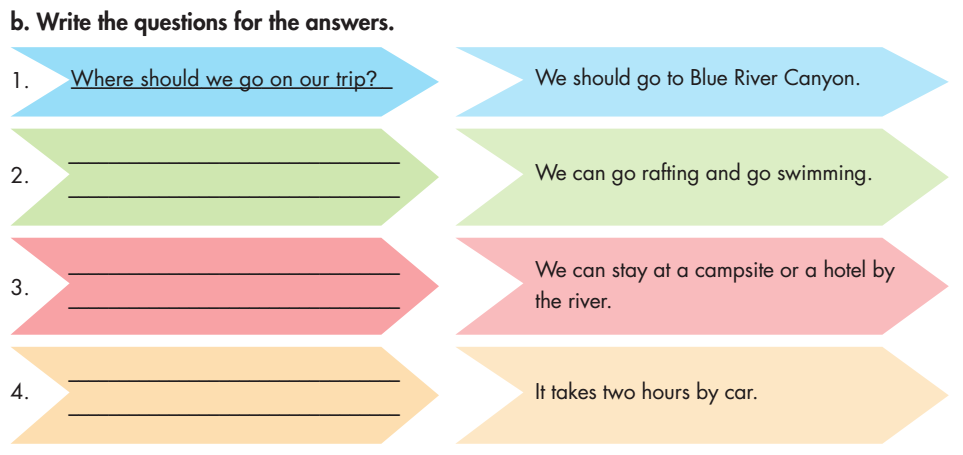 b. Write the questions for the answers.
1. Where should we go on our trip?
We should go to Blue River Canyon.
2.
We can go rafting and go swimming.
3.
We can stay at a campsite or a hotel by
the river.
4.
It takes two hours by car.